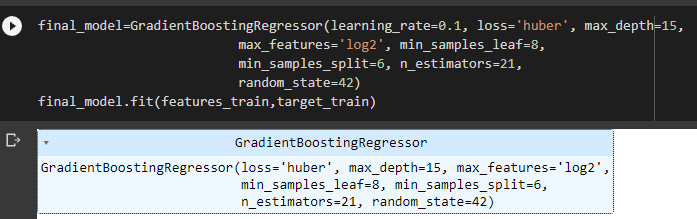 final_model=GradientBoostingRegressor(learning_rate=0.1, loss='huber', max_depth=15,
max_features='log2', min_samples_leaf=8,
min_samples_split=6, n_estimators=21,
random_state=42)
final_model.fit(features_train,target_train)
GradientBoostingRegressor
GradientBoostingRegressor(loss='huber', max_depth=15, max_features='log2',
min_samples_leaf=8, min_samples_split=6,
n_estimators=21, random_state=42)